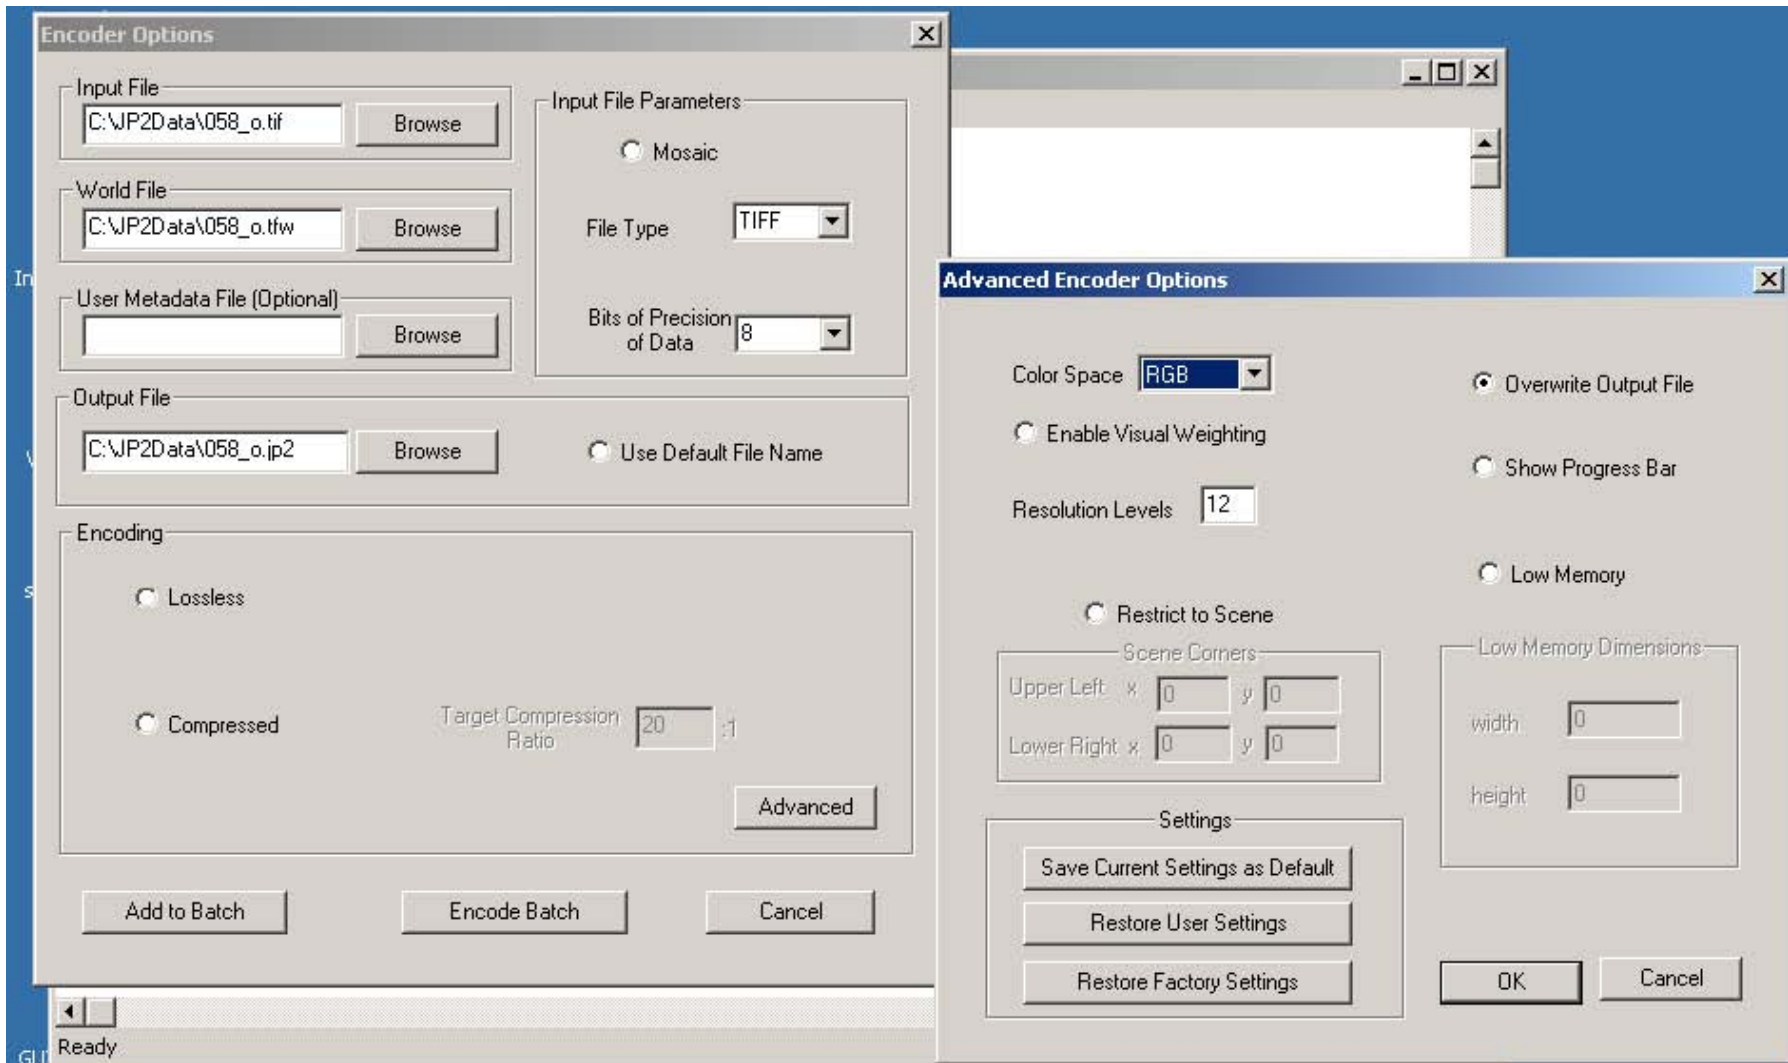 Encoder Options
Input File
C:\JP2Data\058_o.tif
Browse
World File
C:\JP2Data\058_o.tfw
Browse
User Metadata File (Optional)
Browse
Input File Parameters
Mosaic
File Type
TIFF
Bits of Precision
of Data
8
Output File
C:\JP2Data\058_o.jp2
Browse
Use Default File Name
Encoding
Lossless
Compressed
Target Compression
Ratio
20
:1
Advanced
Add to Batch
Encode Batch
Cancel
Ready
Advanced Encoder Options
Color Space
RGB
Enable Visual Weighting
Resolution Levels
12
Overwrite Output File
Show Progress Bar
Low Memory
Restrict to Scene
Scene Corners
Upper Left x 0 y 0
Lower Right x 0 y 0
Low Memory Dimensions
width 0
height 0
Settings
Save Current Settings as Default
Restore User Settings
Restore Factory Settings
OK
Cancel